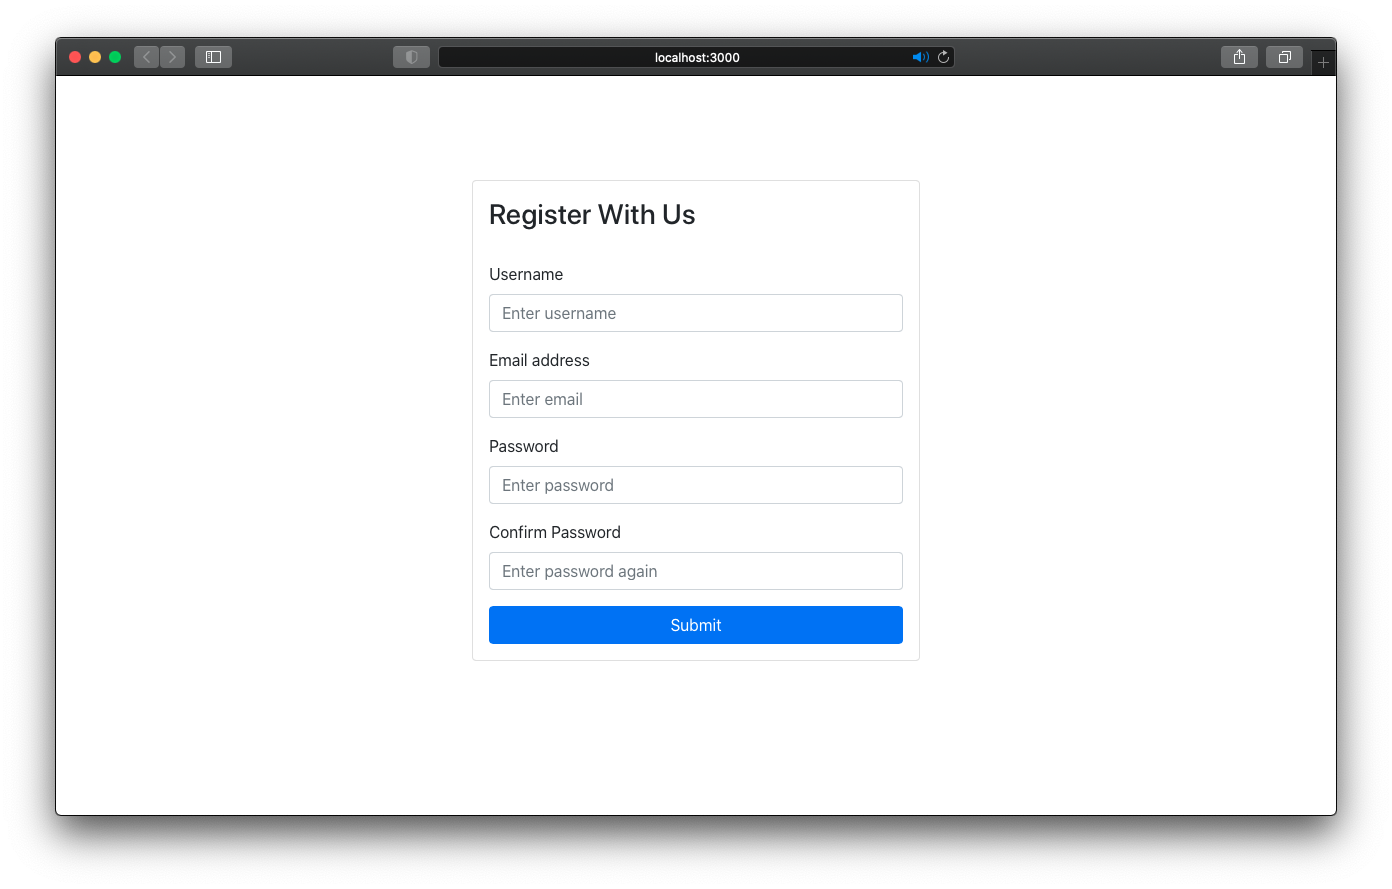 localhost:3000
Register With Us
Username
Enter username
Email address
Enter email
Password
Enter password
Confirm Password
Enter password again
Submit